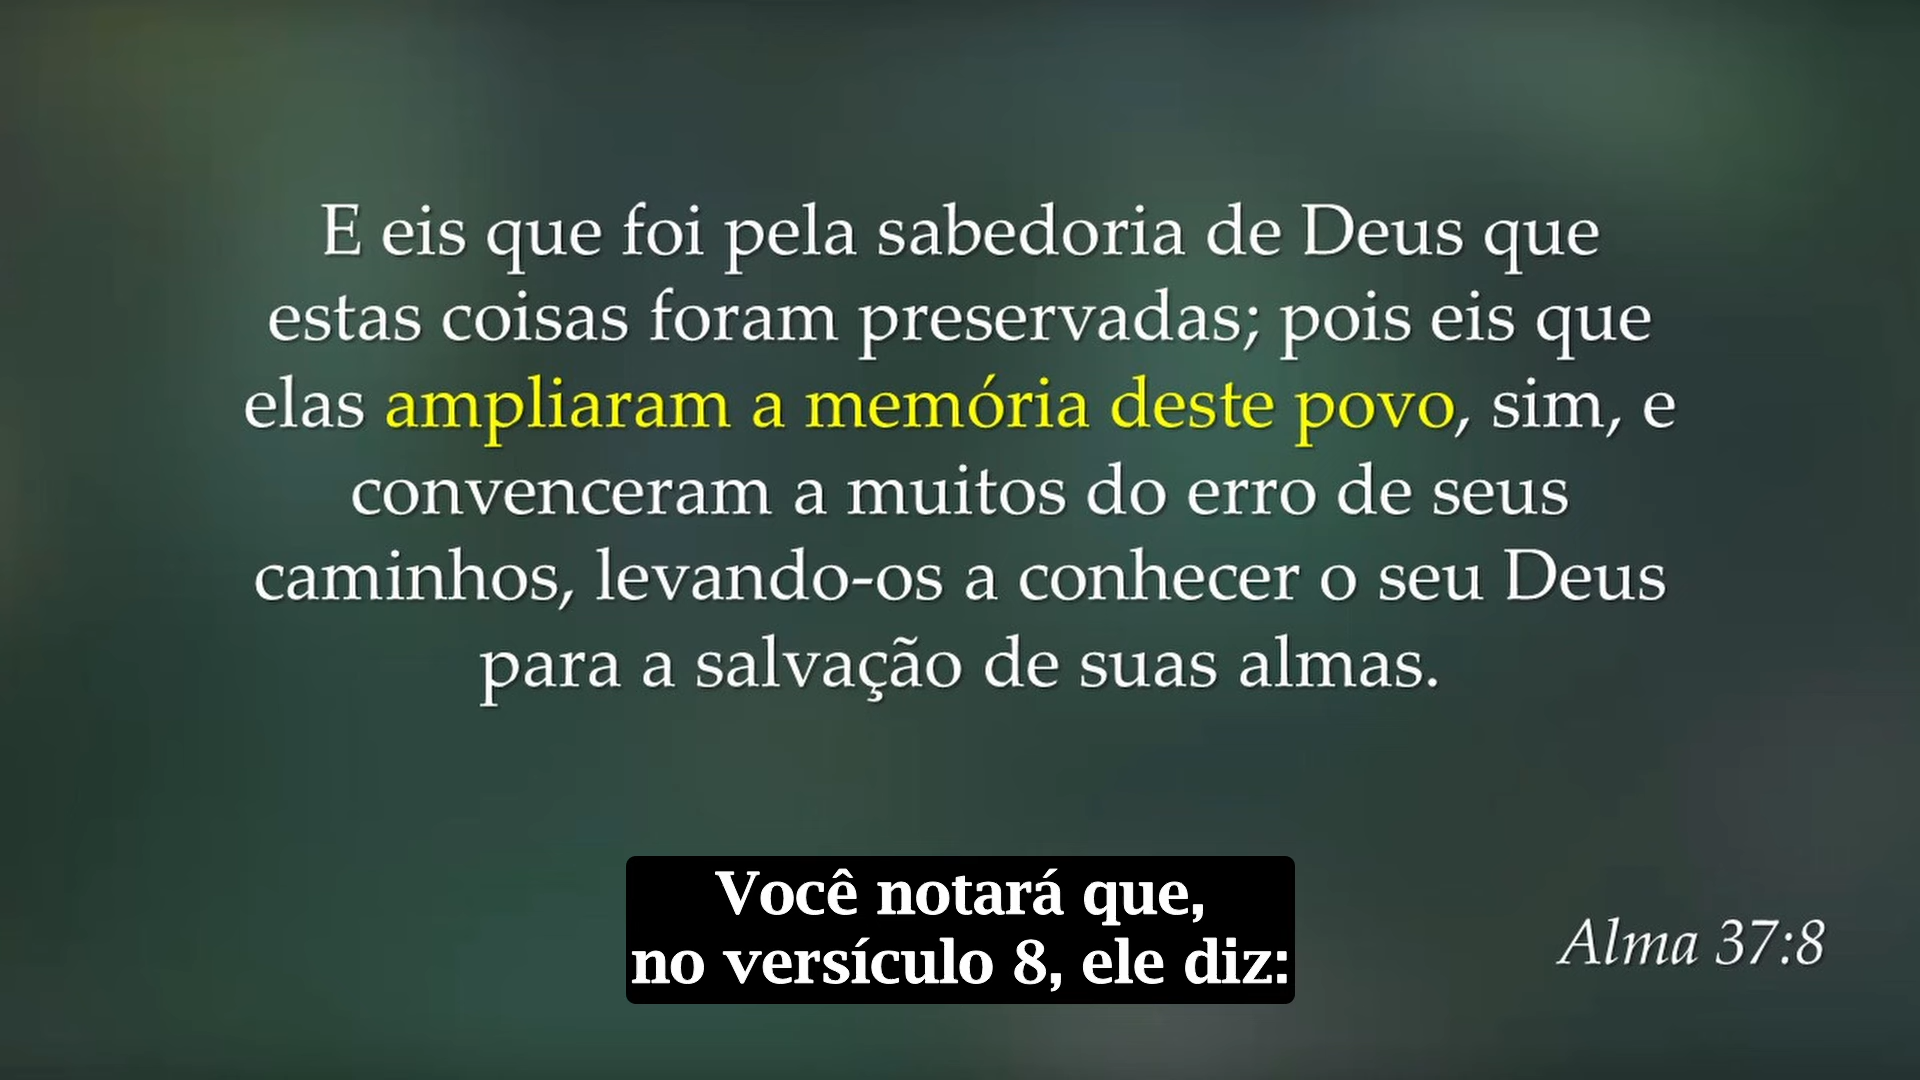 E eis que foi pela sabedoria de Deus que
estas coisas foram preservadas; pois eis que
elas ampliaram a memória deste povo, sim, e
convenceram a muitos do erro de seus
caminhos, levando-os a conhecer o seu Deus
para a salvação de suas almas.
Você notará que,
no versículo 8, ele diz:
Alma 37:8